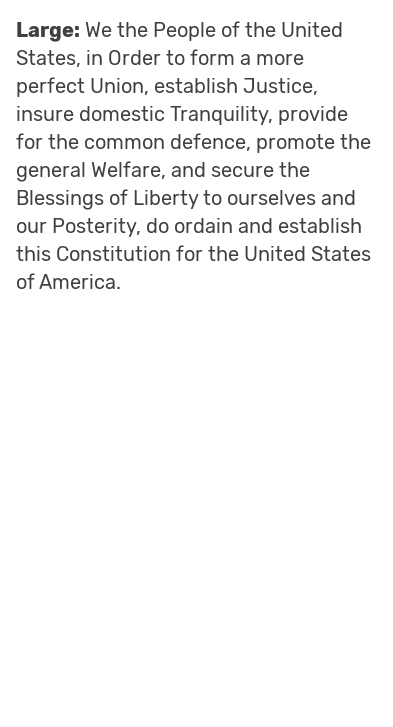 Large: We the People of the United
States, in Order to form a more
perfect Union, establish Justice,
insure domestic Tranquility, provide
for the common defence, promote the
general Welfare, and secure the
Blessings of Liberty to ourselves and
our Posterity, do ordain and establish
this Constitution for the United States
of America.